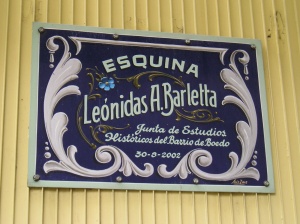 ESQUINA
Leónidas A. Barletta
Junta de Estudios
Históricos del Barrio de Boedo
30-8-2002